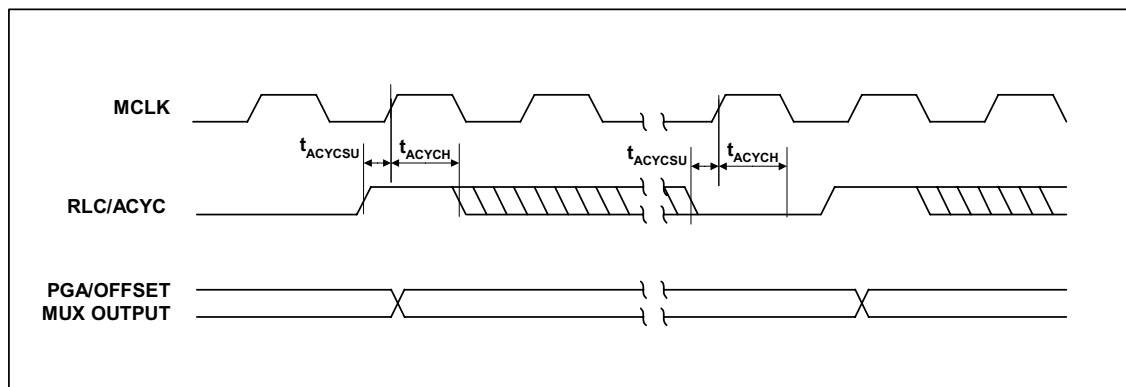 MCLK
tACYCSU tACYCH tACYCSU tACYCH
RLC/ACYC
PGA/OFFSET
MUX OUTPUT